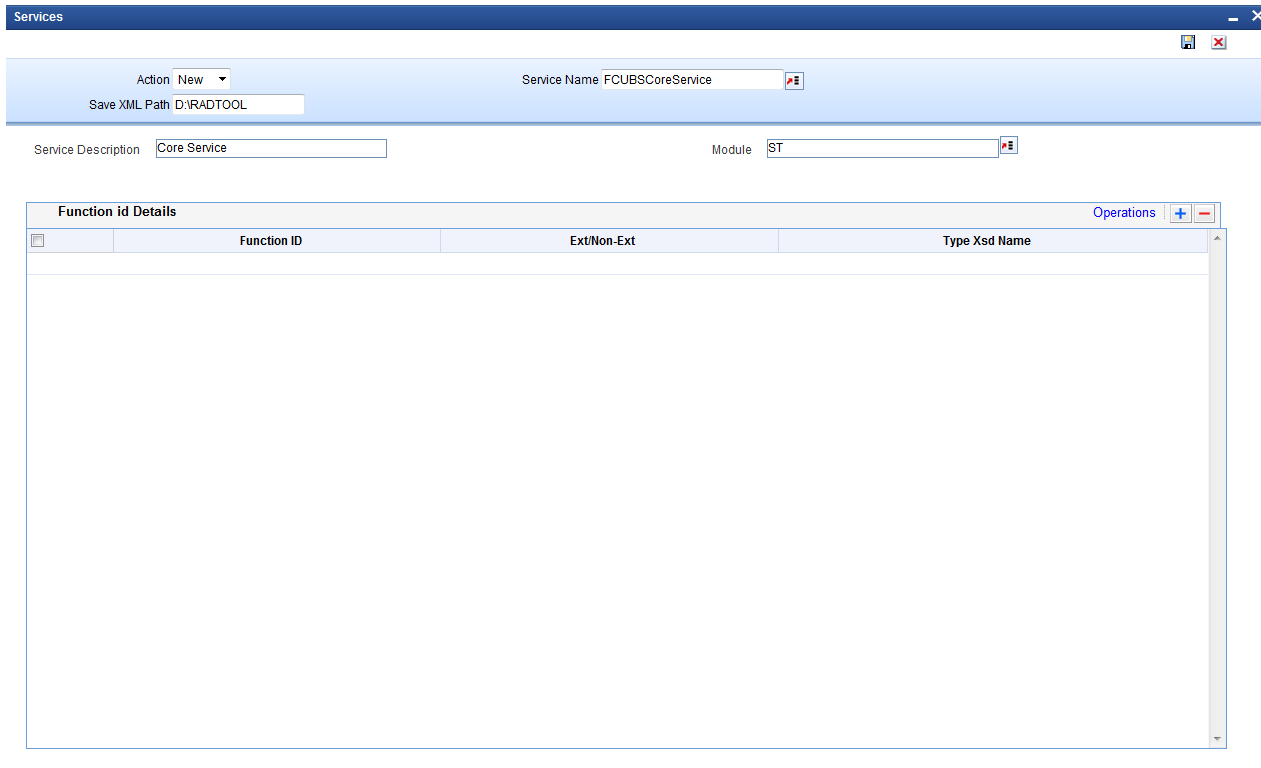 Services
Action New Service Name FCUBSCoreService
Save XML Path D:\RADTOOL
Service Description Core Service Module ST
Function id Details Operations
Function ID Ext/Non-Ext Type Xsd Name